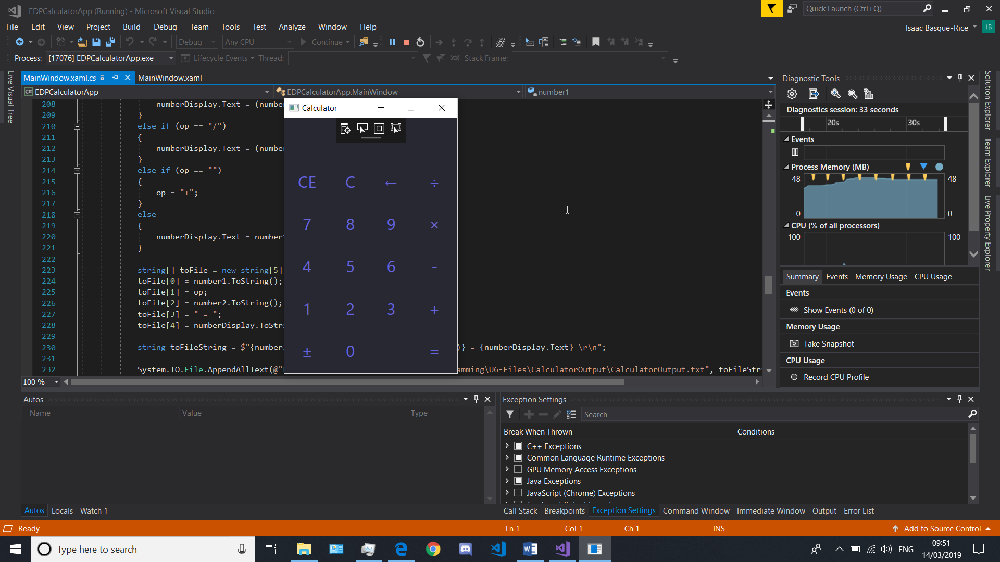 EDPCalculatorApp (Running) - Microsoft Visual Studio
Quick Launch (Ctrl+Q)
File Edit View Project Build Debug Team Tools Test Analyze Window Help
Isaac Basque-Rice IB
Debug Any CPU Continue
Process: [17076] EDPCalculatorApp.exe Lifecycle Events Thread: Stack Frame:
Live Visual Tree
MainWindow.xaml.cs MainWindow.xaml
EDPCalculatorApp EDPCalculatorApp.MainWindow number1
208 numberDisplay.Text = (numbe
209 }
210 else if (op == "/")
211 {
212 numberDisplay.Text = (numbe
213 }
214 else if (op == "")
215 {
216 op = "+";
217 }
218 else
219 {
220 numberDisplay.Text = number
221 }
222
223 string[] toFile = new string[5]
224 toFile[0] = number1.ToString();
225 toFile[1] = op;
226 toFile[2] = number2.ToString();
227 toFile[3] = " = ";
228 toFile[4] = numberDisplay.ToStr
229
230 string toFileString = $"{number )} = {numberDisplay.Text} \r\n";
231
232 System.IO.File.AppendAllText(@" amming\U6-Files\CalculatorOutput\CalculatorOutput.txt", toFileStri
100 %
Calculator
CE C ← ÷
7 8 9 ×
4 5 6 -
1 2 3 +
± 0 =
Diagnostic Tools
Diagnostics session: 33 seconds
20s 30s
Events
Process Memory (MB)
48 48
0 0
CPU (% of all processors)
100 100
Summary Events Memory Usage CPU Usage
Events
Show Events (0 of 0)
Memory Usage
Take Snapshot
CPU Usage
Record CPU Profile
Solution Explorer
Team Explorer
Live Property Explorer
Autos
Name Value Type
Autos Locals Watch 1
Exception Settings
Search
Break When Thrown Conditions
C++ Exceptions
Common Language Runtime Exceptions
GPU Memory Access Exceptions
Java Exceptions
JavaScript (Chrome) Exceptions
Call Stack Breakpoints Exception Settings Command Window Immediate Window Output Error List
Ready Ln 1 Col 1 Ch 1 INS Add to Source Control
Type here to search
ENG
09:51
14/03/2019